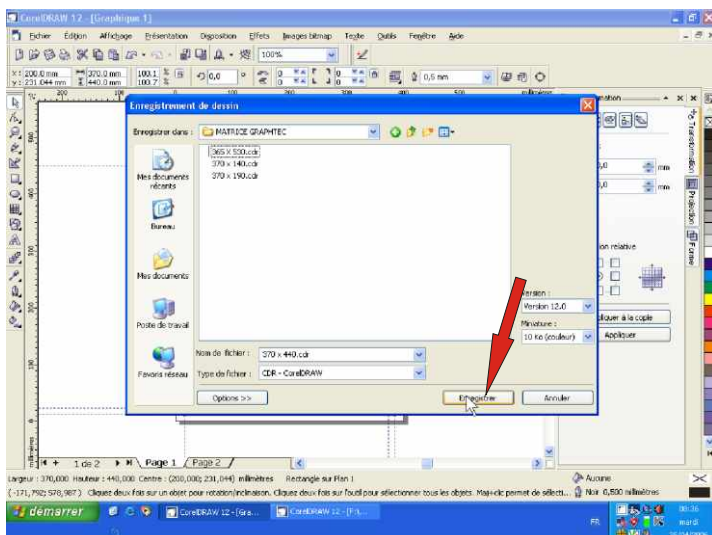 CorelDRAW 12 - [Graphique 1]
Fichier Édition Affichage Présentation Disposition Effets Images bitmap Texte Outils Fenêtre Aide
100%
x: 200.0 mm 370.0 mm 100.1 % 0,0 ° 0,5 mm
y: 231.044 mm 440.0 mm 100.7 %
Enregistrement de dessin
Enregistrer dans : MATRICE GRAPHTEC
365 X 500.cdr
370 x 140.cdr
370 x 190.cdr
Mes documents récents
Bureau
Mes documents
Poste de travail
Favoris réseau
Version :
Version 12.0
Miniature :
10 Ko (couleur)
Nom de fichier : 370 x 440.cdr
Type de fichier : CDR - CorelDRAW
Options >>
Enregistrer
Annuler
Transformation
Projection
Forme
mm
mm
Appliquer
1 de 2 Page 1 Page 2
Largeur : 370,000 Hauteur : 440,000 Centre : (200,000; 231,044) millimètres Rectangle sur Plan 1
Aucune
( -171,792; 578,987 ) Cliquez deux fois sur un objet pour rotation/inclinaison. Cliquez deux fois sur l'outil pour sélectionner tous les objets. Maj+clic permet de sélecti...
Noir 0,500 millimètres
démarrer
CorelDRAW 12 - [Gra...
CorelDRAW 12 - [F:\...
FR
00:36
mardi